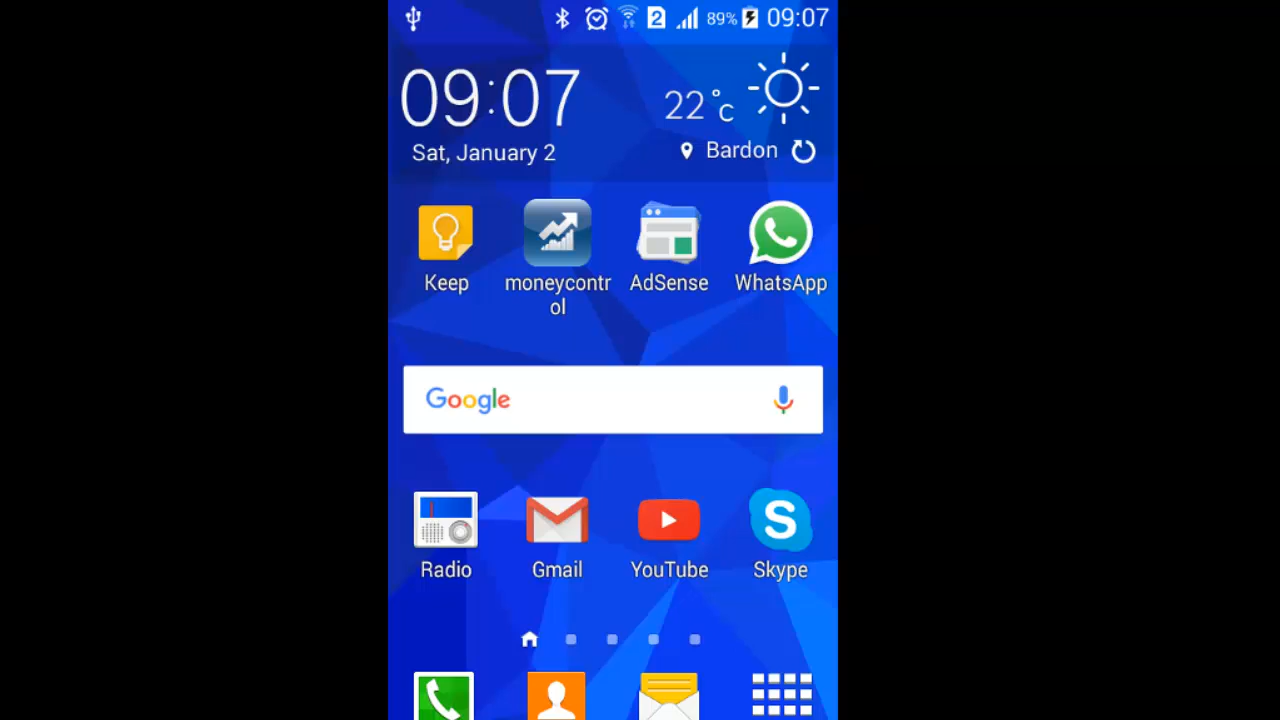 2 89% 09:07
09:07
22°C
Sat, January 2
Bardon
Keep
moneycontr
ol
AdSense
WhatsApp
Google
S
Radio
Gmail
YouTube
Skype